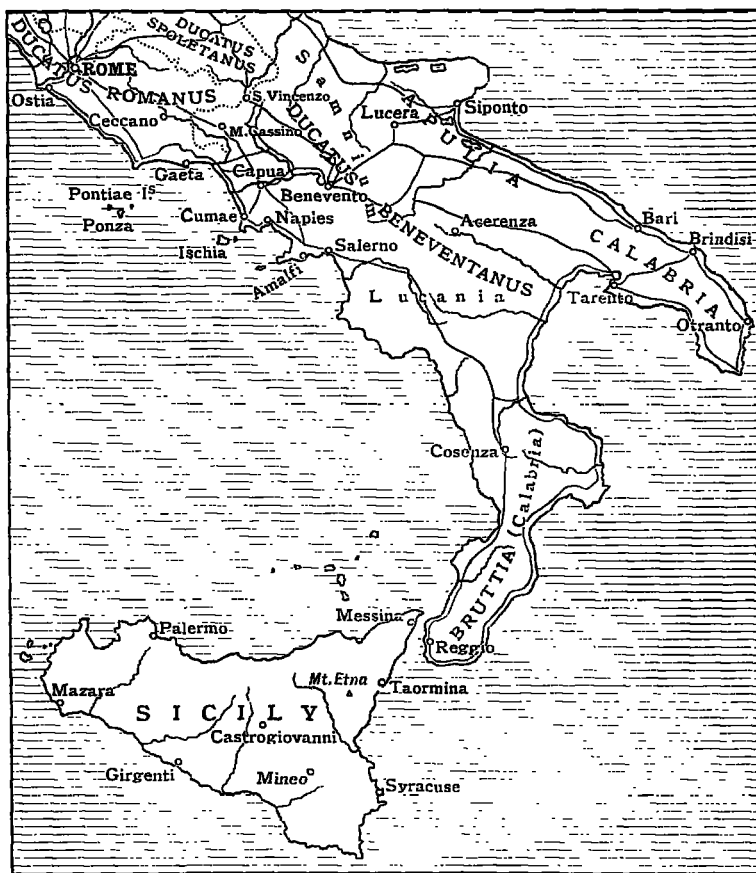 DUCATUS
SPOLETANUS
DUCATUS
ROMANUS
ROME
Ostia
S. Vincenzo
Samnium
Ceccano
M. Cassino
DUCATUS
BENEVENTANUS
Lucera
APULIA
Siponto
Gaeta
Capua
Benevento
Pontiae Is.
Ponza
Cumae
Naples
Ischia
Amalfi
Salerno
Acerenza
Bari
Brindisi
CALABRIA
Lucania
Tarento
Otranto
Cosenza
BRUTTIA (Calabria)
Messina
Reggio
Palermo
Mt. Etna
Taormina
Mazara
SICILY
Castrogiovanni
Girgenti
Mineo
Syracuse